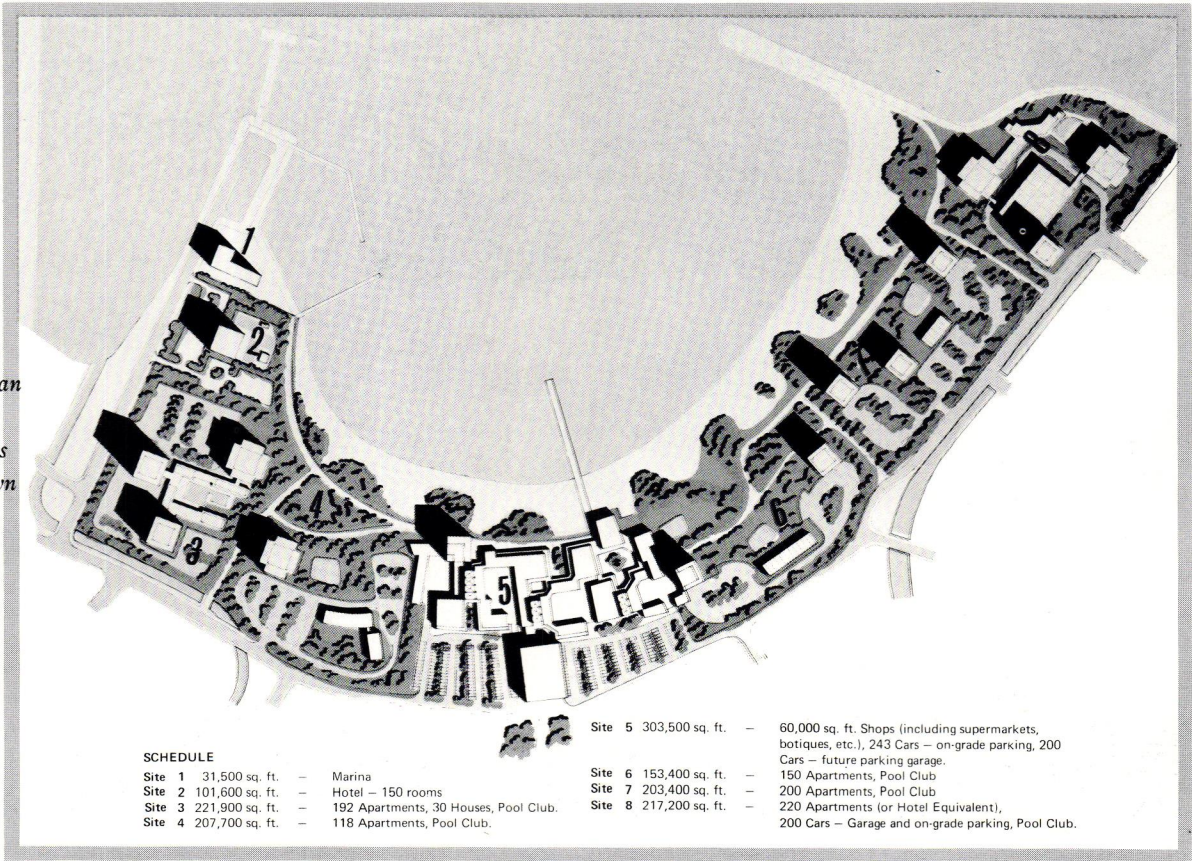 an
s
vn
1
2
3
4
5
6
SCHEDULE
Site 1 31,500 sq. ft. — Marina
Site 2 101,600 sq. ft. — Hotel — 150 rooms
Site 3 221,900 sq. ft. — 192 Apartments, 30 Houses, Pool Club.
Site 4 207,700 sq. ft. — 118 Apartments, Pool Club.
Site 5 303,500 sq. ft. — 60,000 sq. ft. Shops (including supermarkets,
botiques, etc.), 243 Cars — on-grade parking, 200
Cars — future parking garage.
Site 6 153,400 sq. ft. — 150 Apartments, Pool Club
Site 7 203,400 sq. ft. — 200 Apartments, Pool Club
Site 8 217,200 sq. ft. — 220 Apartments (or Hotel Equivalent),
200 Cars — Garage and on-grade parking, Pool Club.